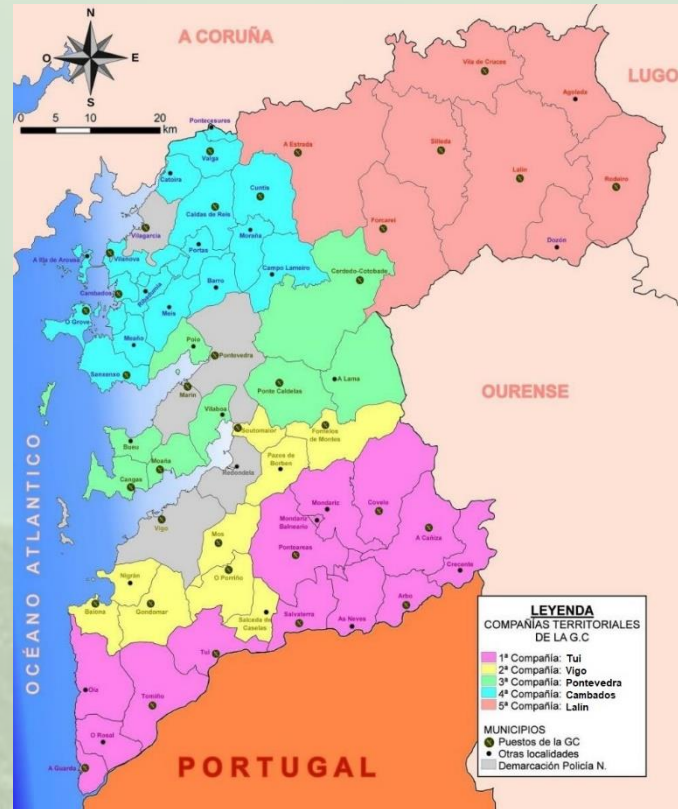 A CORUÑA
LUGO
O
E
S
0
10
20
km
Pontecesures
Vila de Cruces
Agolada
Valga
A Estrada
Silleda
Lalín
Rodeiro
Catoira
Cuntis
Caldas de Reis
Forcarei
Dozón
Vilagarcía
Moraña
Portas
A Illa de Arousa
Vilanova
Campo Lameiro
Cerdedo-Cotobade
Cambados
Ribadumia
Barro
O Grove
Meis
Meaño
Poio
Pontevedra
Sanxenxo
A Lama
Ponte Caldelas
OURENSE
Marín
Vilaboa
Soutomaior
Fornelos
de Montes
Bueu
Moaña
Redondela
Pazos de
Borben
Cangas
Mondariz
Covelo
Mondariz
Balneario
Vigo
Mos
Ponteareas
A Cañiza
O Porriño
Crecente
Nigrán
Baiona
Gondomar
Salceda de
Caselas
Salvaterra
As Neves
Arbo
Tui
Oia
Tomiño
O Rosal
A Guarda
OCÉANO ATLANTICO
PORTUGAL
LEYENDA
COMPAÑÍAS TERRITORIALES
DE LA G.C
1ª Compañía: Tui
2ª Compañía: Vigo
3ª Compañía: Pontevedra
4ª Compañía: Cambados
5ª Compañía: Lalín
MUNICIPIOS
Puestos de la GC
Otras localidades
Demarcación Policía N.